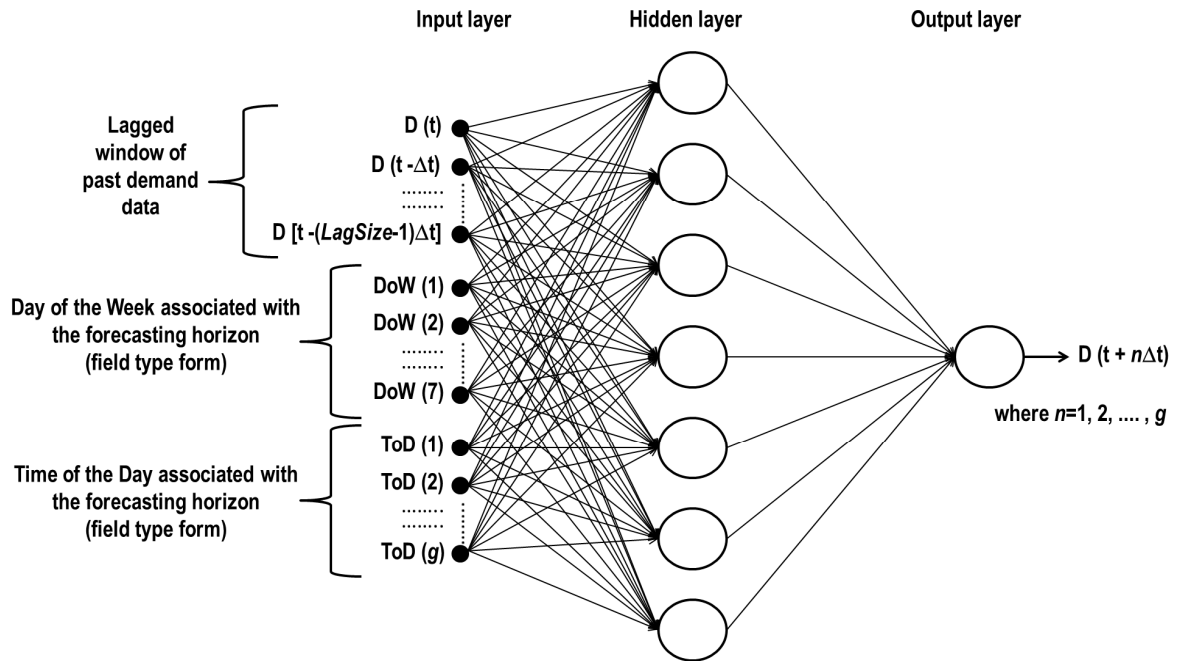 Input layer
Hidden layer
Output layer
Lagged
window of
past demand
data
D (t)
D (t -Δt)
........
........
D [t -(LagSize-1)Δt]
Day of the Week associated with
the forecasting horizon
(field type form)
DoW (1)
DoW (2)
........
........
DoW (7)
Time of the Day associated with
the forecasting horizon
(field type form)
ToD (1)
ToD (2)
........
........
ToD (g)
D (t + nΔt)
where n=1, 2, .... , g